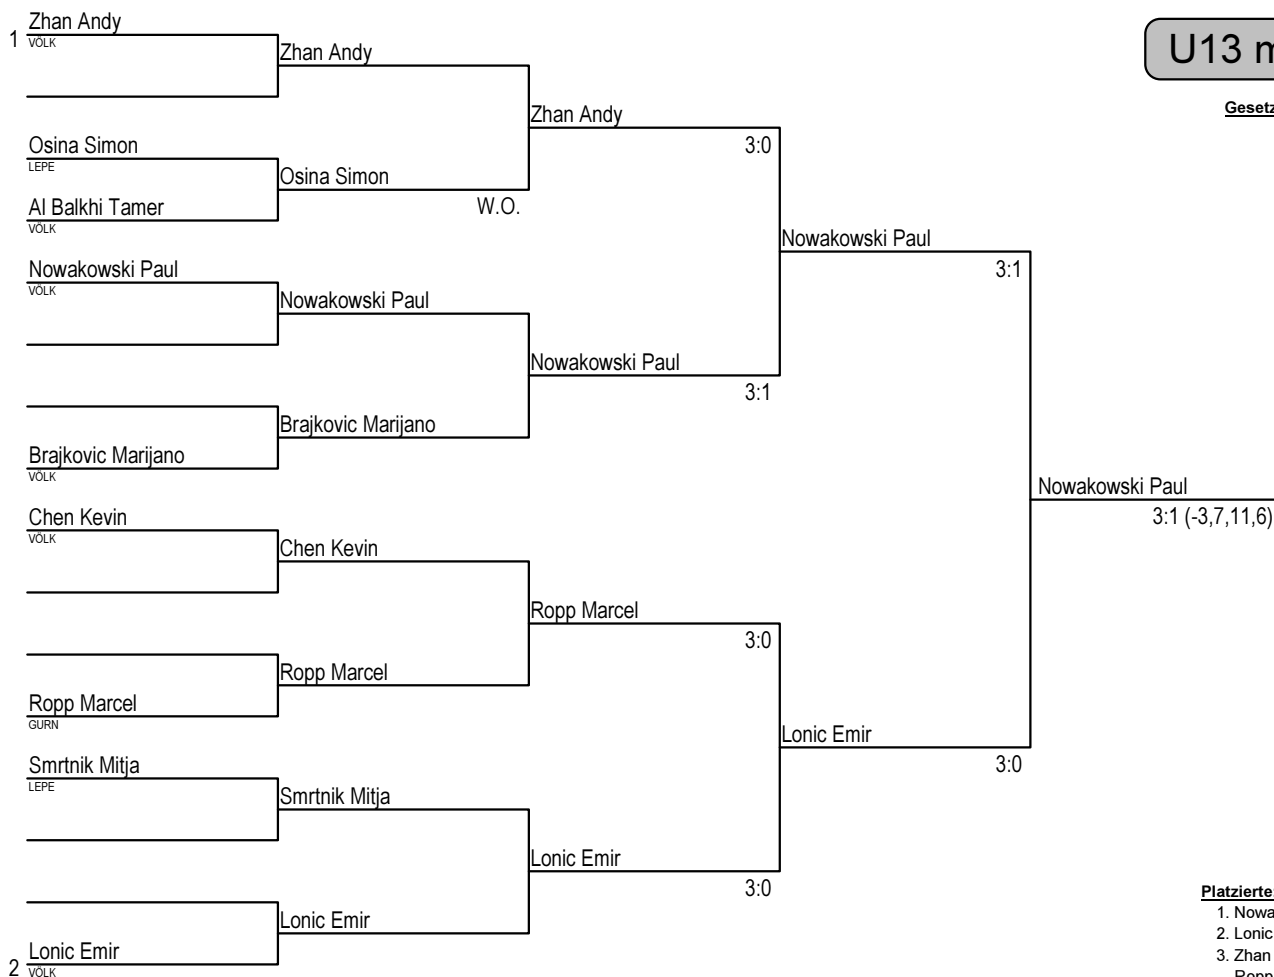 U13 m
Gesetz
1 Zhan Andy
VÖLK
Zhan Andy
Zhan Andy
3:0
Osina Simon
LEPE
Osina Simon
W.O.
Al Balkhi Tamer
VÖLK
Nowakowski Paul
3:1
Nowakowski Paul
VÖLK
Nowakowski Paul
Nowakowski Paul
3:1
Brajkovic Marijano
Brajkovic Marijano
VÖLK
Nowakowski Paul
3:1 (-3,7,11,6)
Chen Kevin
VÖLK
Chen Kevin
Ropp Marcel
3:0
Ropp Marcel
Ropp Marcel
GURN
Lonic Emir
3:0
Smrtnik Mitja
LEPE
Smrtnik Mitja
Lonic Emir
3:0
Lonic Emir
2 Lonic Emir
VÖLK
Platzierte
1. Nowa
2. Lonic
3. Zhan
Ropp